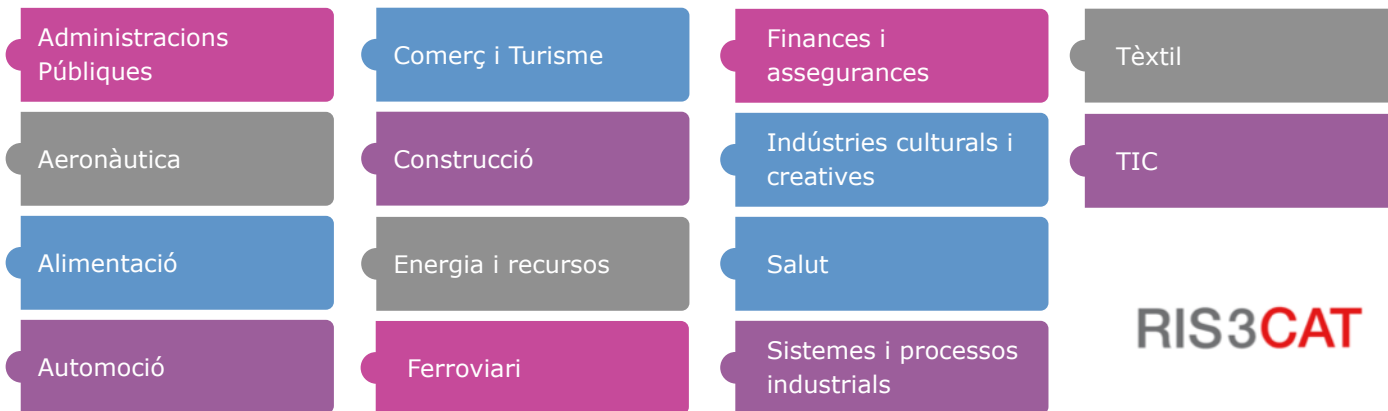 Administracions
Públiques
Aeronàutica
Alimentació
Automoció
Comerç i Turisme
Construcció
Energia i recursos
Ferroviari
Finances i
assegurances
Indústries culturals i
creatives
Salut
Sistemes i processos
industrials
Tèxtil
TIC
RIS3CAT